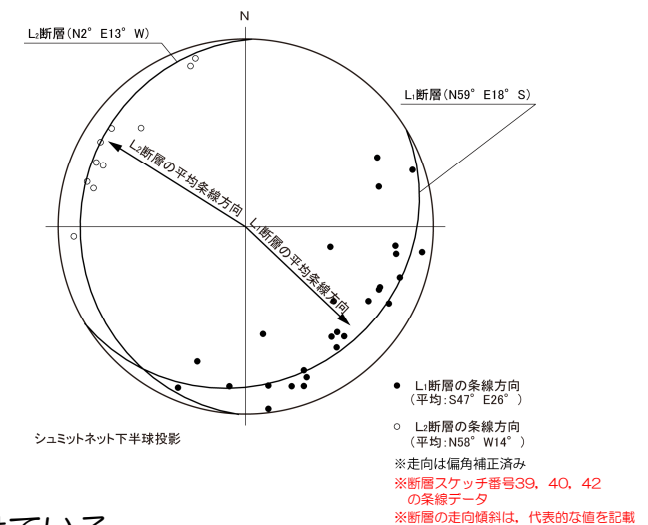 N
L₂断層(N2°E13°W)
L₁断層(N59°E18°S)
L₂断層の平均条線方向
L₁断層の平均条線方向
● L₁断層の条線方向
(平均:S47°E26°)
○ L₂断層の条線方向
(平均:N58°W14°)
シュミットネット下半球投影
※走向は偏角補正済み
※断層スケッチ番号39, 40, 42
の条線データ
※断層の走向傾斜は,代表的な値を記載
ている